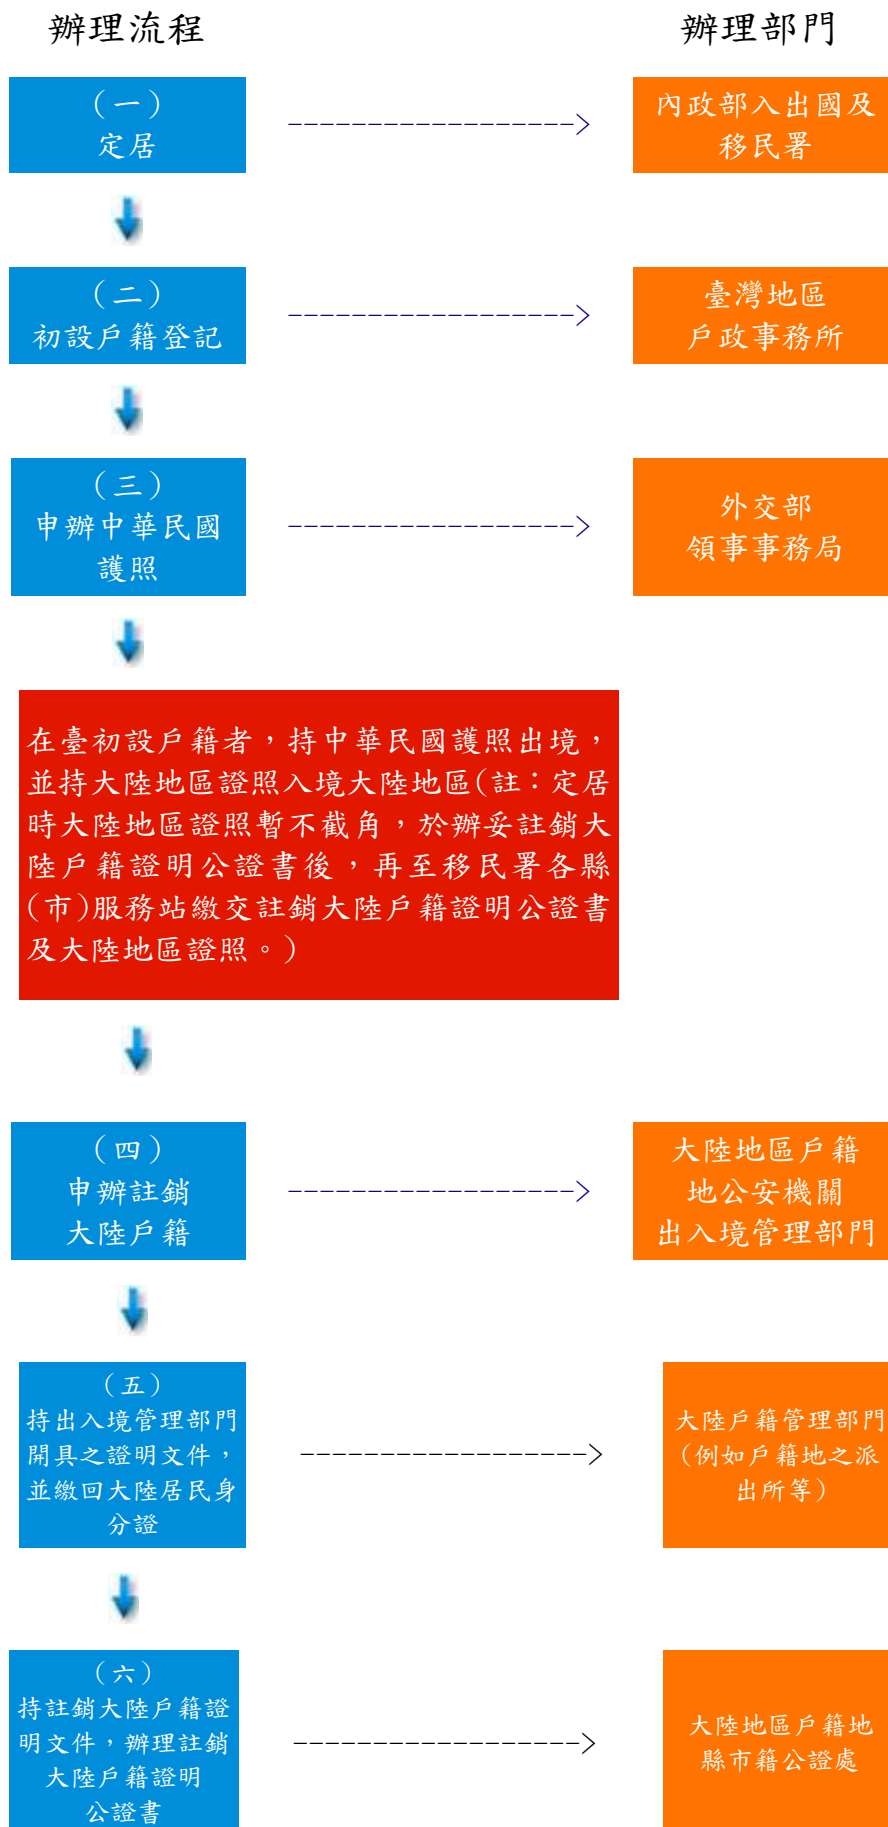 辦理流程
辦理部門
（一）
定居
內政部入出國及
移民署
（二）
初設戶籍登記
臺灣地區
戶政事務所
（三）
申辦中華民國
護照
外交部
領事事務局
在臺初設戶籍者，持中華民國護照出境，
並持大陸地區證照入境大陸地區(註：定居
時大陸地區證照暫不截角，於辦妥註銷大
陸戶籍證明公證書後，再至移民署各縣
(市)服務站繳交註銷大陸戶籍證明公證書
及大陸地區證照。)
（四）
申辦註銷
大陸戶籍
大陸地區戶籍
地公安機關
出入境管理部門
（五）
持出入境管理部門
開具之證明文件，
並繳回大陸居民身
分證
大陸戶籍管理部門
（例如戶籍地之派
出所等）
（六）
持註銷大陸戶籍證
明文件，辦理註銷
大陸戶籍證明
公證書
大陸地區戶籍地
縣市籍公證處